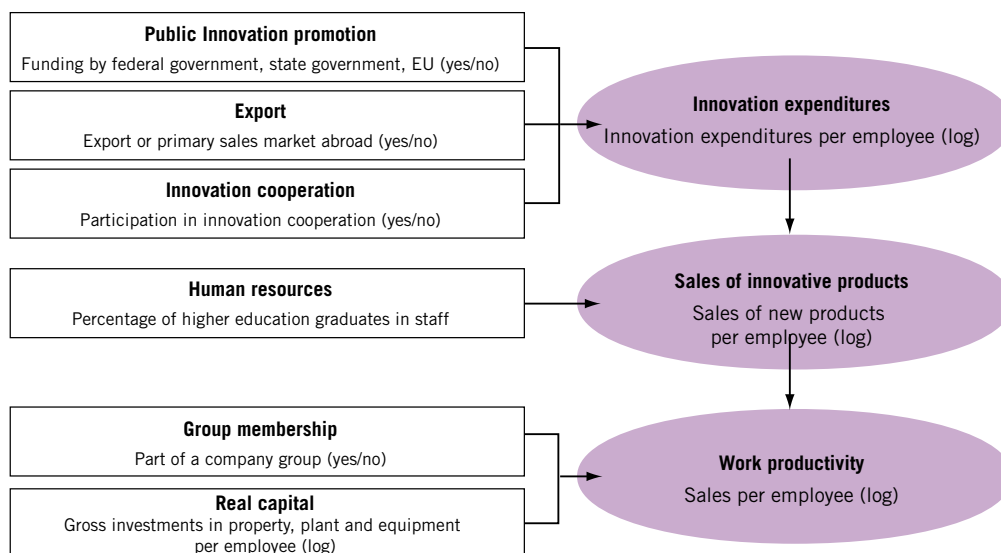 Public Innovation promotion
Funding by federal government, state government, EU (yes/no)
Export
Export or primary sales market abroad (yes/no)
Innovation cooperation
Participation in innovation cooperation (yes/no)
Innovation expenditures
Innovation expenditures per employee (log)
Human resources
Percentage of higher education graduates in staff
Sales of innovative products
Sales of new products
per employee (log)
Group membership
Part of a company group (yes/no)
Real capital
Gross investments in property, plant and equipment
per employee (log)
Work productivity
Sales per employee (log)